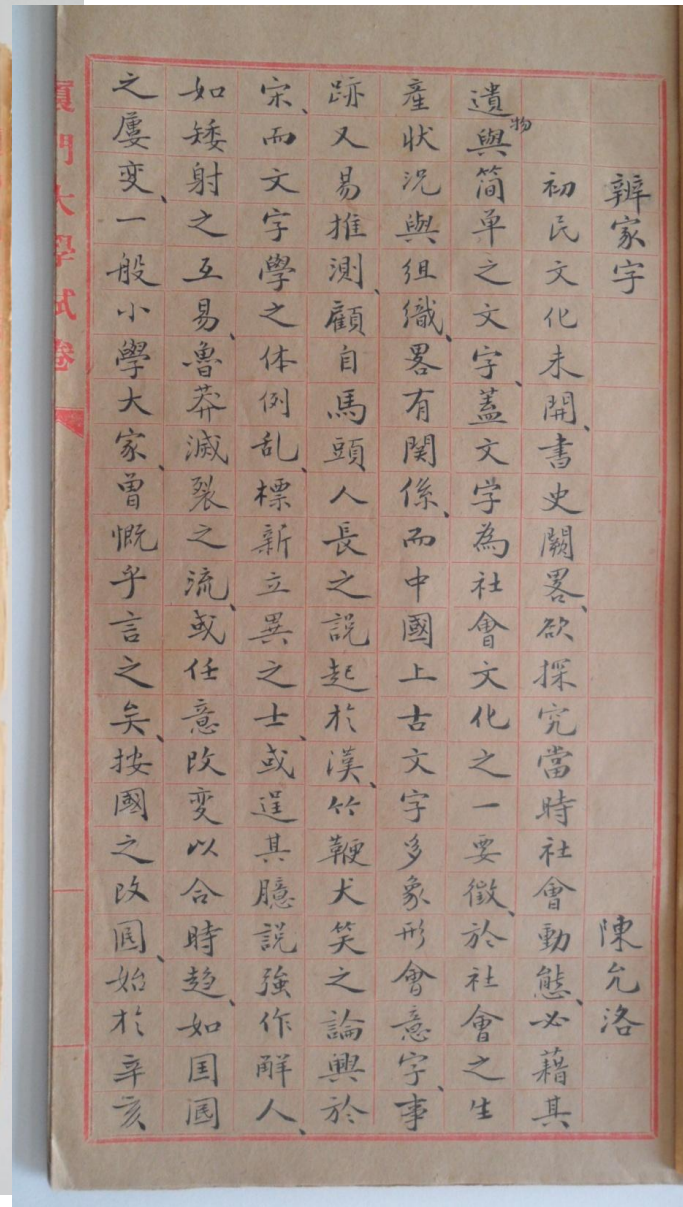 辨家字　陳允洛
初民文化未開、書史闕畧、欲探究當時社會動態、必藉其
遺物與简单之文字、蓋文字為社會文化之一要徵、於社會之生
產狀況與组織、畧有関係、而中國上古文字多象形會意字、事
跡又易推測、顧自馬頭人長之説起於漢、竹鞭犬笑之論興於
宋、而文字學之体例乱、標新立異之士、或逞其臆説強作解人、
如矮射之互易、魯莽滅裂之流、或任意改变以合時趋、如囯圀
之屡变、一般小學大家、曾慨乎言之矣、按國之改圀、始於辛亥
厦門大學試卷